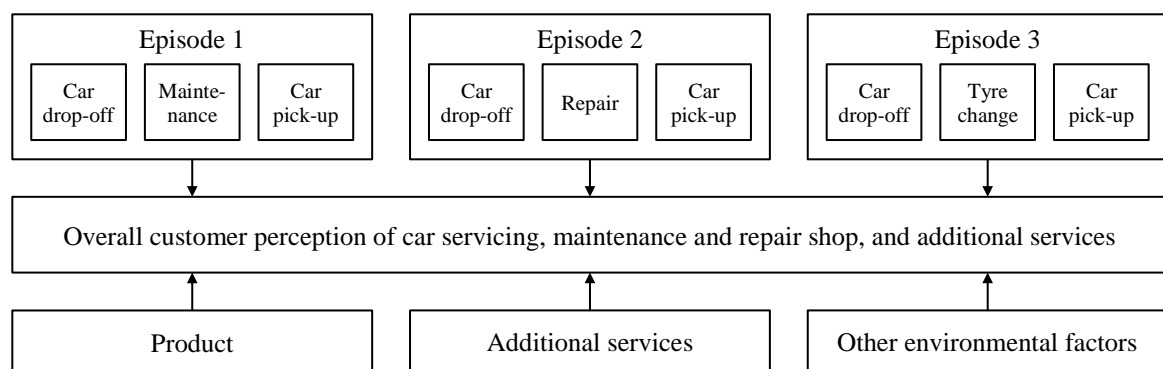 Episode 1
Car
drop-off
Mainte-
nance
Car
pick-up
Episode 2
Car
drop-off
Repair
Car
pick-up
Episode 3
Car
drop-off
Tyre
change
Car
pick-up
Overall customer perception of car servicing, maintenance and repair shop, and additional services
Product
Additional services
Other environmental factors